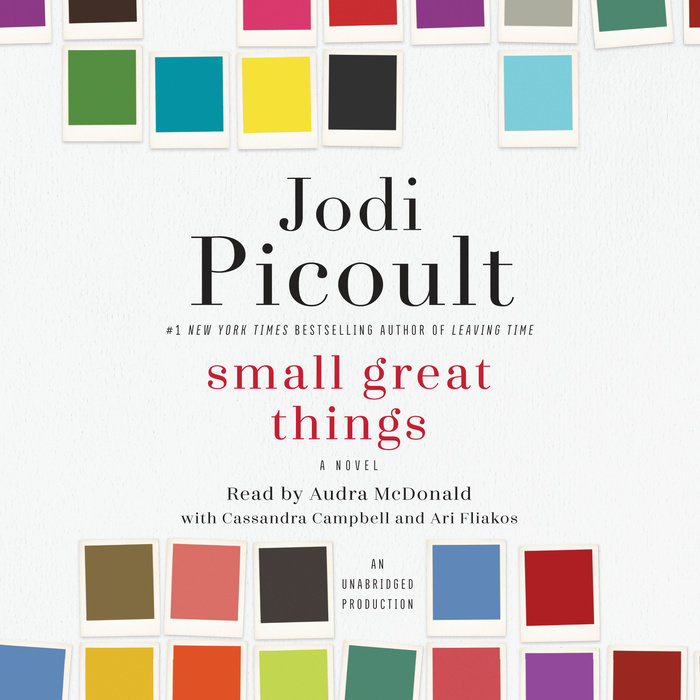 Jodi
Picoult
#1 NEW YORK TIMES BESTSELLING AUTHOR OF LEAVING TIME
small great
things
A NOVEL
Read by Audra McDonald
with Cassandra Campbell and Ari Fliakos
AN
UNABRIDGED
PRODUCTION